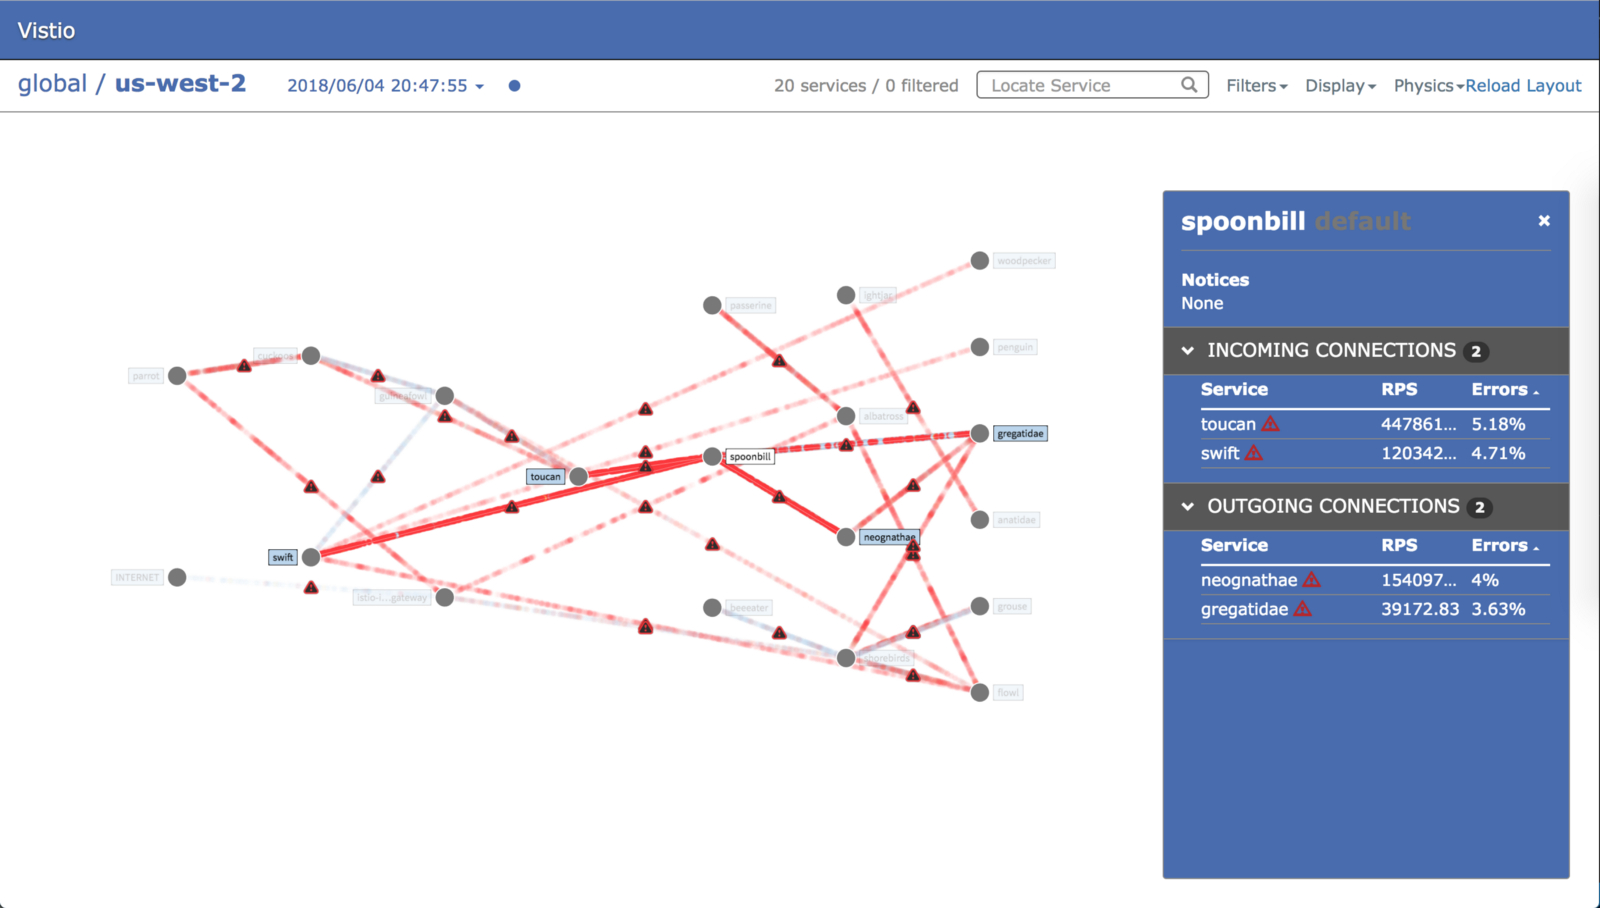 Vistio
global / us-west-2 2018/06/04 20:47:55 20 services / 0 filtered Locate Service Filters Display Physics Reload Layout
spoonbill default
Notices
None
INCOMING CONNECTIONS 2
Service RPS Errors
toucan 447861... 5.18%
swift 120342... 4.71%
OUTGOING CONNECTIONS 2
Service RPS Errors
neognathae 154097... 4%
gregatidae 39172.83 3.63%
woodpecker
passerine
penguin
cuckoos
parrot
guineafowl
albatross
gregatidae
spoonbill
toucan
anatidae
neognathae
swift
INTERNET
istio-i... gateway
beeeater
grouse
shorebirds